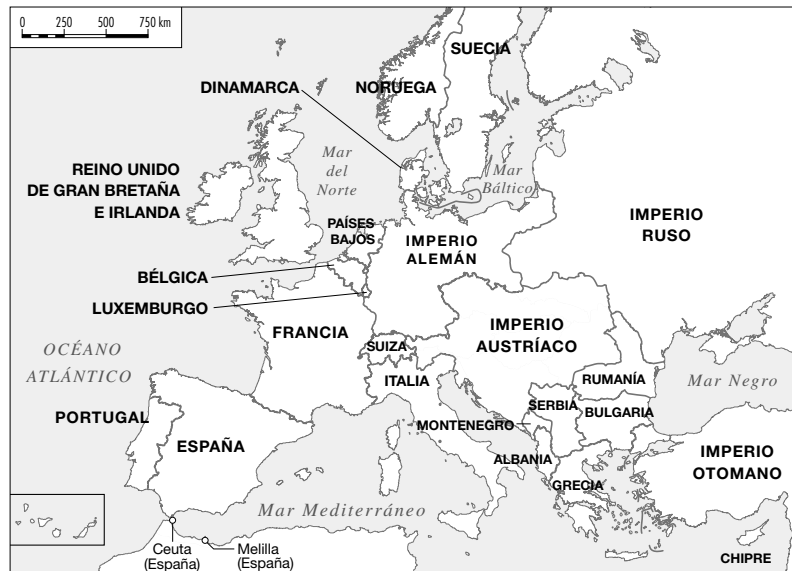 0 250 500 750 km
SUECIA
DINAMARCA
NORUEGA
Mar
del
Norte
Mar
Báltico
REINO UNIDO
DE GRAN BRETAÑA
E IRLANDA
IMPERIO
RUSO
PAÍSES
BAJOS
IMPERIO
ALEMÁN
BÉLGICA
LUXEMBURGO
FRANCIA
IMPERIO
AUSTRÍACO
SUIZA
OCÉANO
ATLÁNTICO
ITALIA
RUMANÍA
Mar Negro
SERBIA
BULGARIA
PORTUGAL
MONTENEGRO
ESPAÑA
ALBANIA
IMPERIO
OTOMANO
GRECIA
Mar Mediterráneo
Ceuta
(España)
Melilla
(España)
CHIPRE